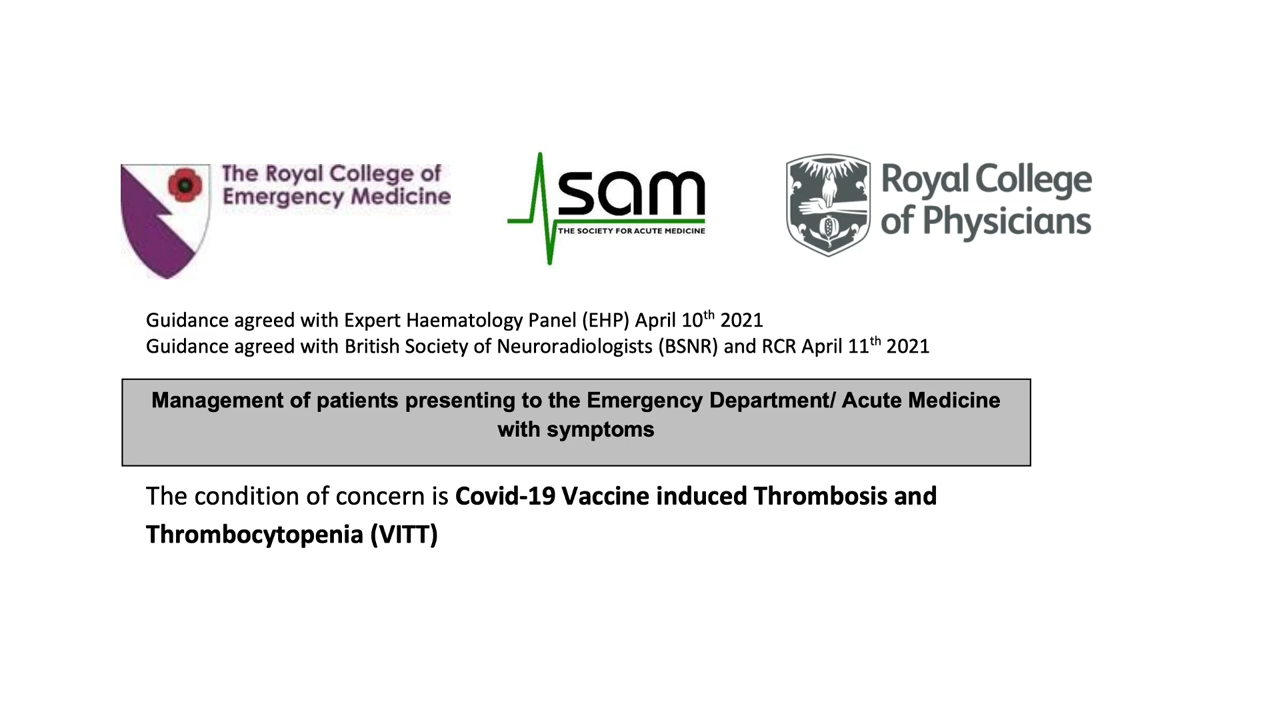 The Royal College of
Emergency Medicine
sam
THE SOCIETY FOR ACUTE MEDICINE
Royal College
of Physicians
Guidance agreed with Expert Haematology Panel (EHP) April 10th 2021
Guidance agreed with British Society of Neuroradiologists (BSNR) and RCR April 11th 2021
Management of patients presenting to the Emergency Department/ Acute Medicine
with symptoms
The condition of concern is Covid-19 Vaccine induced Thrombosis and
Thrombocytopenia (VITT)